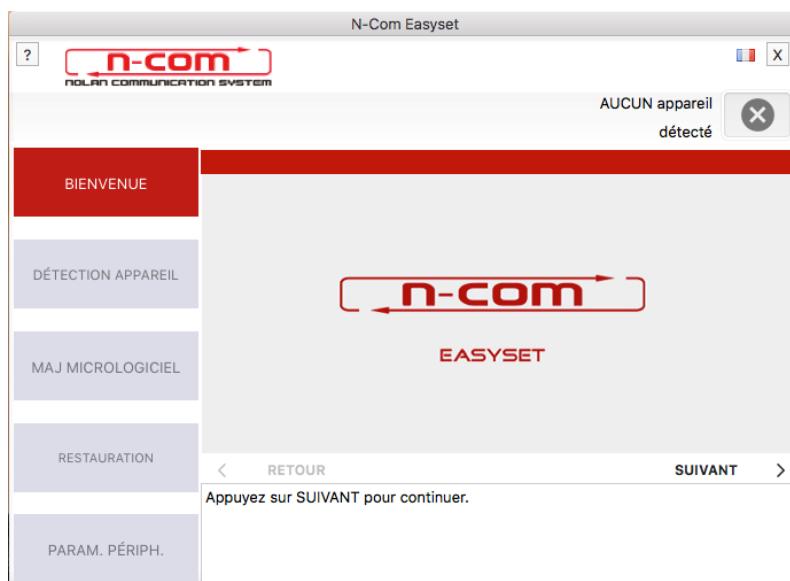 N-Com Easyset
?
n-com
NOLAN COMMUNICATION SYSTEM
X
AUCUN appareil
détecté
BIENVENUE
DÉTECTION APPAREIL
MAJ MICROLOGICIEL
RESTAURATION
PARAM. PÉRIPH.
n-com
EASYSET
< RETOUR
SUIVANT >
Appuyez sur SUIVANT pour continuer.